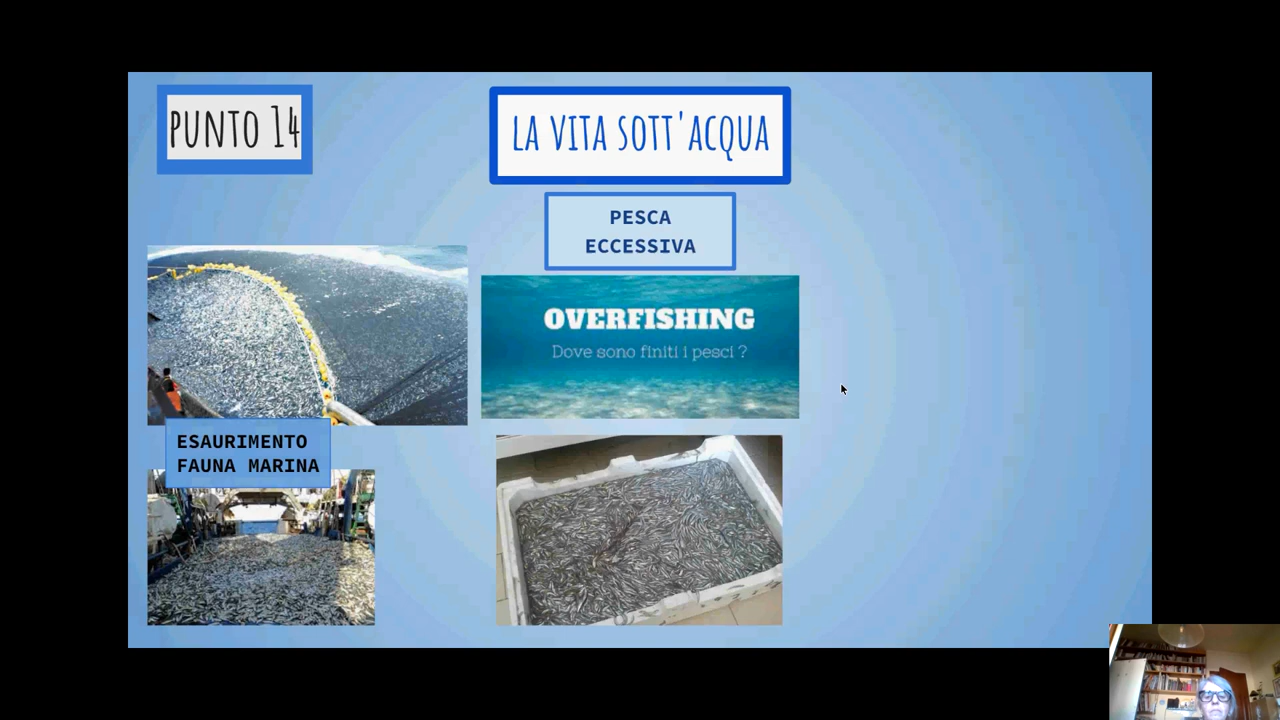 PUNTO 14
LA VITA SOTT'ACQUA
PESCA
ECCESSIVA
OVERFISHING
Dove sono finiti i pesci ?
ESAURIMENTO
FAUNA MARINA